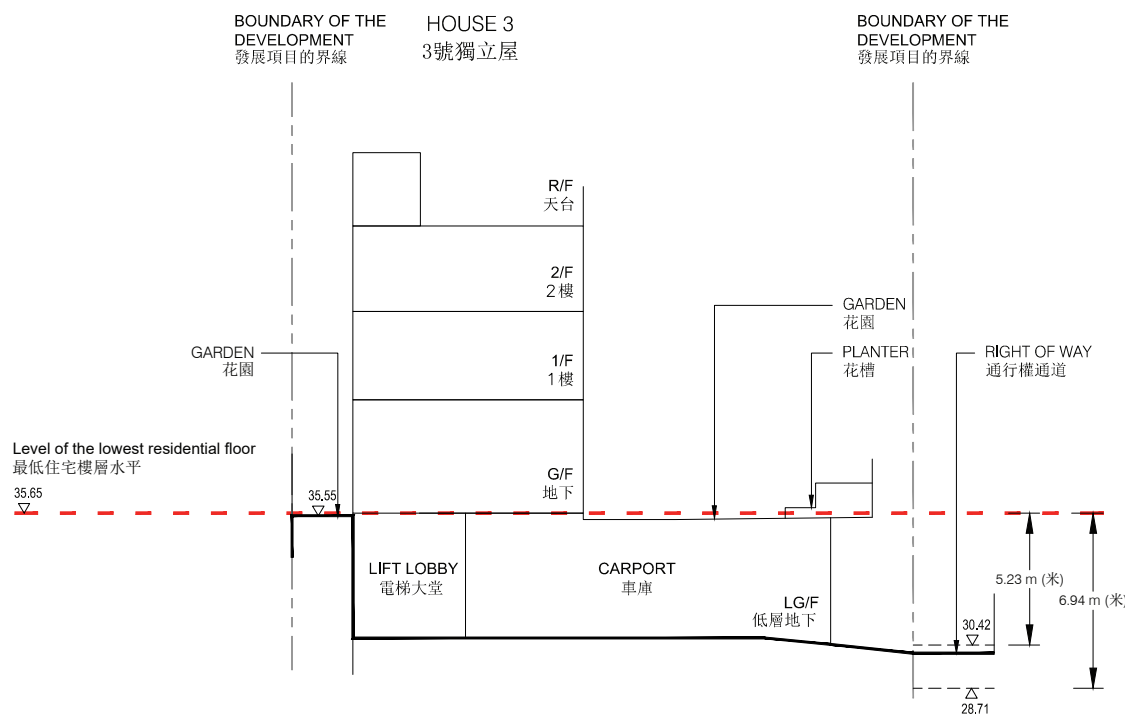 BOUNDARY OF THE
DEVELOPMENT
發展項目的界線
HOUSE 3
3號獨立屋
BOUNDARY OF THE
DEVELOPMENT
發展項目的界線
R/F
天台
2/F
2樓
GARDEN
花園
GARDEN
花園
1/F
1樓
PLANTER
花槽
RIGHT OF WAY
通行權通道
Level of the lowest residential floor
最低住宅樓層水平
35.65
35.55
G/F
地下
LIFT LOBBY
電梯大堂
CARPORT
車庫
LG/F
低層地下
5.23 m (米)
6.94 m (米)
30.42
28.71